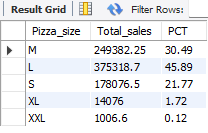 Result Grid Filter Rows:
Pizza_size Total_sales PCT
M 249382.25 30.49
L 375318.7 45.89
S 178076.5 21.77
XL 14076 1.72
XXL 1006.6 0.12